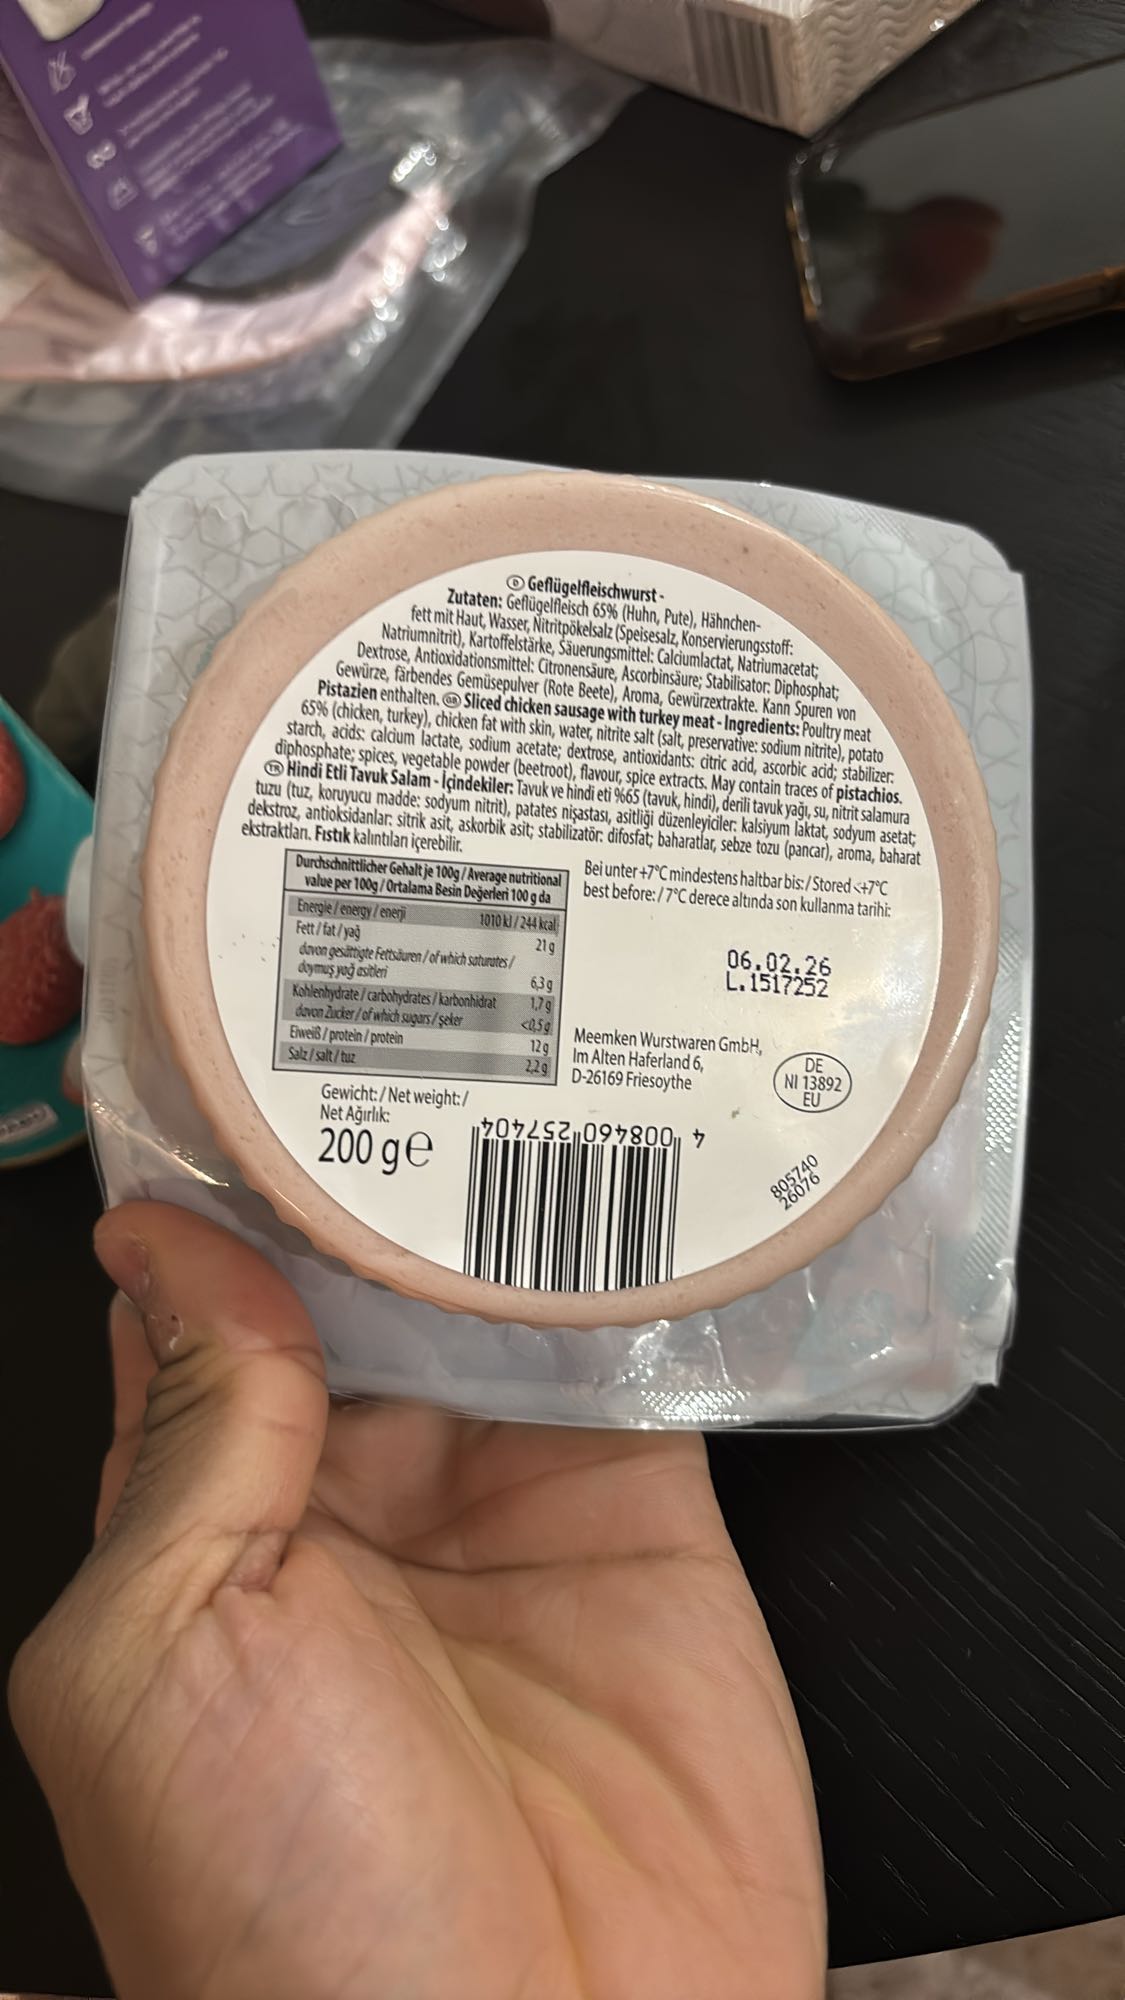 D Geflügelfleischwurst -
Zutaten: Geflügelfleisch 65% (Huhn, Pute), Hähnchen-
fett mit Haut, Wasser, Nitritpökelsalz (Speisesalz, Konservierungsstoff:
Natriumnitrit), Kartoffelstärke, Säuerungsmittel: Calciumlactat, Natriumacetat;
Dextrose, Antioxidationsmittel: Citronensäure, Ascorbinsäure; Stabilisator: Diphosphat;
Gewürze, färbendes Gemüsepulver (Rote Beete), Aroma, Gewürzextrakte. Kann Spuren von
Pistazien enthalten. GB Sliced chicken sausage with turkey meat - Ingredients: Poultry meat
65% (chicken, turkey), chicken fat with skin, water, nitrite salt (salt, preservative: sodium nitrite), potato
starch, acids: calcium lactate, sodium acetate; dextrose, antioxidants: citric acid, ascorbic acid; stabilizer:
diphosphate; spices, vegetable powder (beetroot), flavour, spice extracts. May contain traces of pistachios.
TR Hindi Etli Tavuk Salam - İçindekiler: Tavuk ve hindi eti %65 (tavuk, hindi), derili tavuk yağı, su, nitrit salamura
tuzu (tuz, koruyucu madde: sodyum nitrit), patates nişastası, asitliği düzenleyiciler: kalsiyum laktat, sodyum asetat;
dekstroz, antioksidanlar: sitrik asit, askorbik asit; stabilizatör: difosfat; baharatlar, sebze tozu (pancar), aroma, baharat
ekstraktları. Fıstık kalıntıları içerebilir.
Durchschnittlicher Gehalt je 100g / Average nutritional
value per 100g / Ortalama Besin Değerleri 100 g da
Energie / energy / enerji 1010 kJ / 244 kcal
Fett / fat / yağ 21 g
davon gesättigte Fettsäuren / of which saturates /
doymuş yağ asitleri 6,3 g
Kohlenhydrate / carbohydrates / karbonhidrat 1,7 g
davon Zucker / of which sugars / şeker <0,5 g
Eiweiß / protein / protein 12 g
Salz / salt / tuz 2,2 g
Bei unter +7°C mindestens haltbar bis: / Stored <+7°C
best before: / 7°C derece altında son kullanma tarihi:
06.02.26
L.1517252
Meemken Wurstwaren GmbH,
Im Alten Haferland 6,
D-26169 Friesoythe
DE
NI 13892
EU
Gewicht: / Net weight: /
Net Ağırlık:
200 g e
4 008460 257404
805740
26076